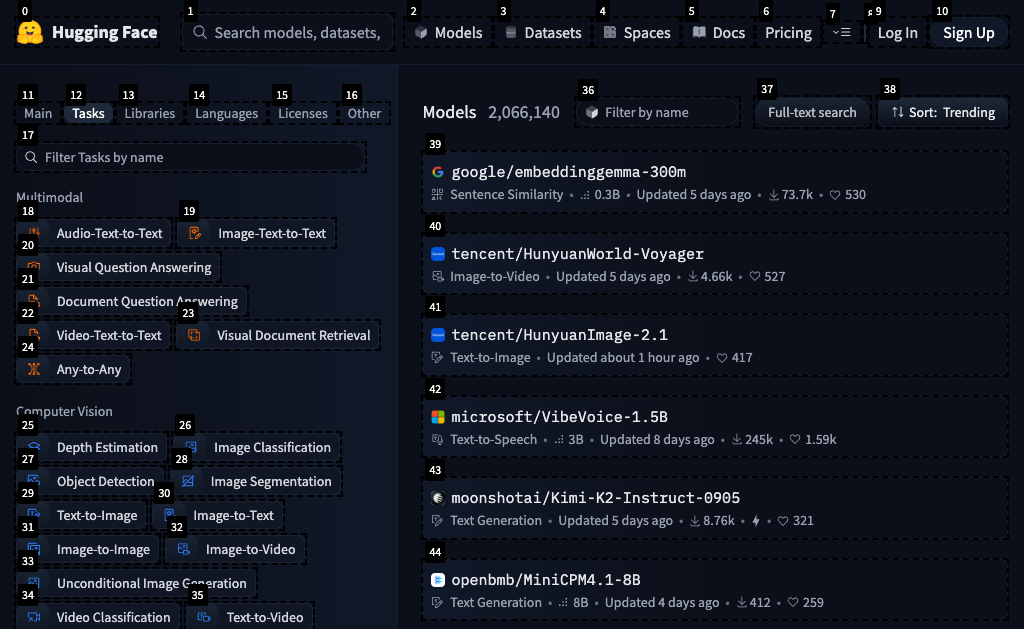 0 1 2 3 4 5 6 7 8 9 10
Hugging Face Search models, datasets, Models Datasets Spaces Docs Pricing Log In Sign Up
11 12 13 14 15 16
Main Tasks Libraries Languages Licenses Other
17
Filter Tasks by name
Multimodal
18 19
Audio-Text-to-Text Image-Text-to-Text
20
Visual Question Answering
21
Document Question Answering
22 23
Video-Text-to-Text Visual Document Retrieval
24
Any-to-Any
Computer Vision
25 26
Depth Estimation Image Classification
27 28
Object Detection Image Segmentation
29 30
Text-to-Image Image-to-Text
31 32
Image-to-Image Image-to-Video
33
Unconditional Image Generation
34 35
Video Classification Text-to-Video
36 37 38
Models 2,066,140 Filter by name Full-text search Sort: Trending
39
google/embeddinggemma-300m
Sentence Similarity • 0.3B • Updated 5 days ago • 73.7k • 530
40
tencent/HunyuanWorld-Voyager
Image-to-Video • Updated 5 days ago • 4.66k • 527
41
tencent/HunyuanImage-2.1
Text-to-Image • Updated about 1 hour ago • 417
42
microsoft/VibeVoice-1.5B
Text-to-Speech • 3B • Updated 8 days ago • 245k • 1.59k
43
moonshotai/Kimi-K2-Instruct-0905
Text Generation • Updated 5 days ago • 8.76k • 321
44
openbmb/MiniCPM4.1-8B
Text Generation • 8B • Updated 4 days ago • 412 • 259